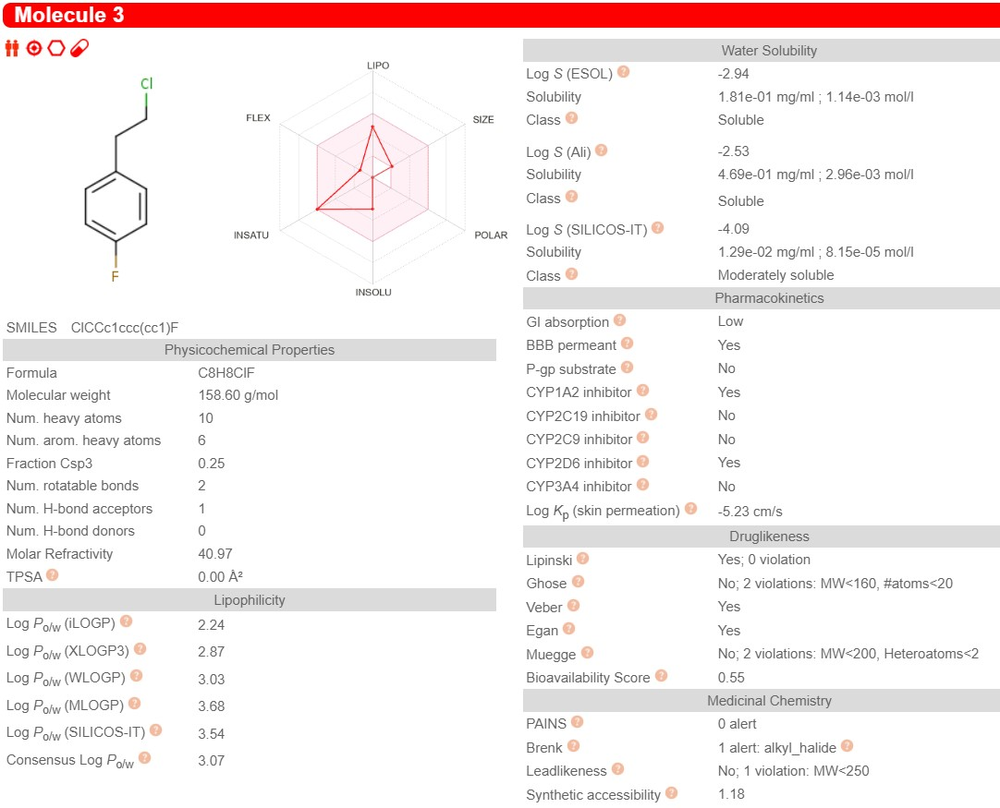 Molecule 3
Cl
F
LIPO
SIZE
POLAR
INSOLU
INSATU
FLEX
SMILES ClCCc1ccc(cc1)F
Physicochemical Properties
Formula C8H8ClF
Molecular weight 158.60 g/mol
Num. heavy atoms 10
Num. arom. heavy atoms 6
Fraction Csp3 0.25
Num. rotatable bonds 2
Num. H-bond acceptors 1
Num. H-bond donors 0
Molar Refractivity 40.97
TPSA ? 0.00 Å²
Lipophilicity
Log Po/w (iLOGP) ? 2.24
Log Po/w (XLOGP3) ? 2.87
Log Po/w (WLOGP) ? 3.03
Log Po/w (MLOGP) ? 3.68
Log Po/w (SILICOS-IT) ? 3.54
Consensus Log Po/w ? 3.07
Water Solubility
Log S (ESOL) ? -2.94
Solubility 1.81e-01 mg/ml ; 1.14e-03 mol/l
Class ? Soluble
Log S (Ali) ? -2.53
Solubility 4.69e-01 mg/ml ; 2.96e-03 mol/l
Class ? Soluble
Log S (SILICOS-IT) ? -4.09
Solubility 1.29e-02 mg/ml ; 8.15e-05 mol/l
Class ? Moderately soluble
Pharmacokinetics
GI absorption ? Low
BBB permeant ? Yes
P-gp substrate ? No
CYP1A2 inhibitor ? Yes
CYP2C19 inhibitor ? No
CYP2C9 inhibitor ? No
CYP2D6 inhibitor ? Yes
CYP3A4 inhibitor ? No
Log Kp (skin permeation) ? -5.23 cm/s
Druglikeness
Lipinski ? Yes; 0 violation
Ghose ? No; 2 violations: MW<160, #atoms<20
Veber ? Yes
Egan ? Yes
Muegge ? No; 2 violations: MW<200, Heteroatoms<2
Bioavailability Score ? 0.55
Medicinal Chemistry
PAINS ? 0 alert
Brenk ? 1 alert: alkyl_halide ?
Leadlikeness ? No; 1 violation: MW<250
Synthetic accessibility ? 1.18